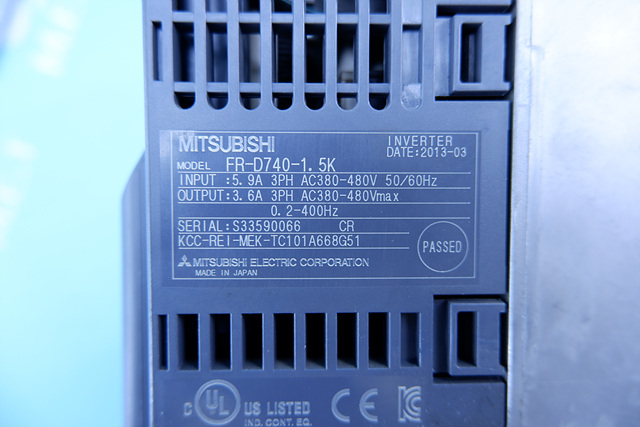 MITSUBISHI
INVERTER
DATE:2013-03
MODEL FR-D740-1.5K
INPUT :5.9A 3PH AC380-480V 50/60Hz
OUTPUT:3.6A 3PH AC380-480Vmax
0.2-400Hz
SERIAL:S33590066 CR
KCC-REI-MEK-TC101A668G51
PASSED
MITSUBISHI ELECTRIC CORPORATION
MADE IN JAPAN
C UL US LISTED
IND. CONT. EQ.
CE